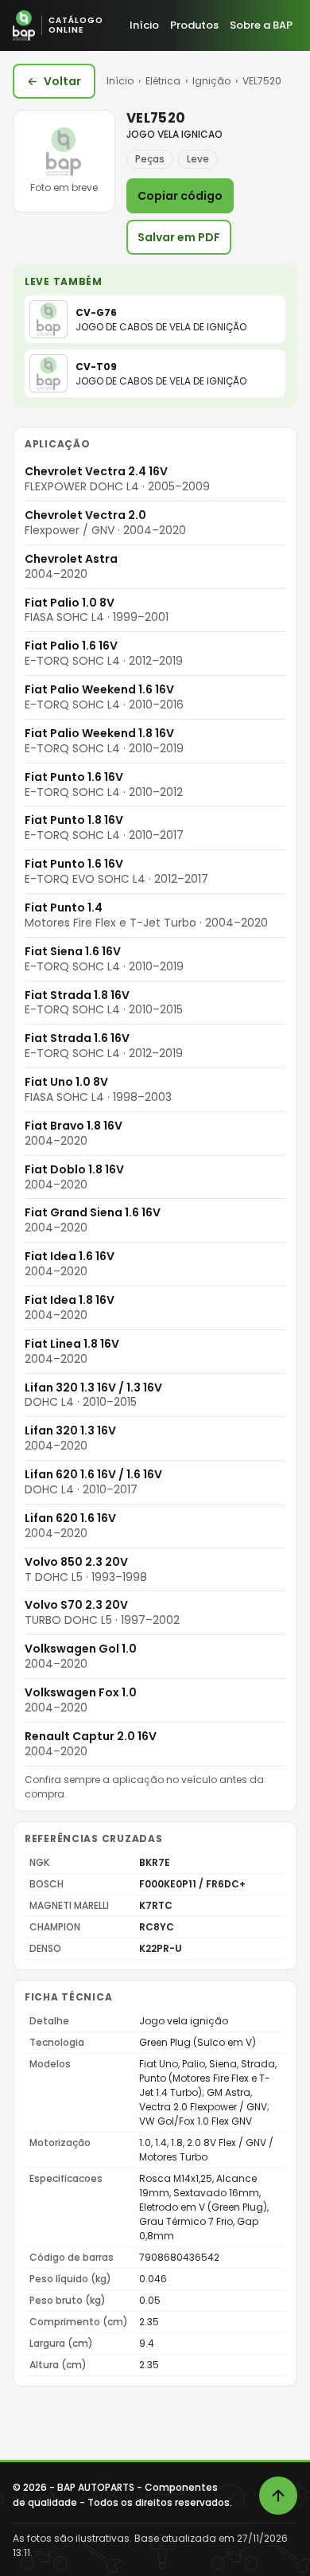 bap
CATÁLOGO
ONLINE
Início Produtos Sobre a BAP
← Voltar
Início › Elétrica › Ignição › VEL7520
bap
Foto em breve
VEL7520
JOGO VELA IGNICAO
Peças Leve
Copiar código
Salvar em PDF
LEVE TAMBÉM
bap
CV-G76
JOGO DE CABOS DE VELA DE IGNIÇÃO
bap
CV-T09
JOGO DE CABOS DE VELA DE IGNIÇÃO
APLICAÇÃO
Chevrolet Vectra 2.4 16V
FLEXPOWER DOHC L4 · 2005–2009
Chevrolet Vectra 2.0
Flexpower / GNV · 2004–2020
Chevrolet Astra
2004–2020
Fiat Palio 1.0 8V
FIASA SOHC L4 · 1999–2001
Fiat Palio 1.6 16V
E-TORQ SOHC L4 · 2012–2019
Fiat Palio Weekend 1.6 16V
E-TORQ SOHC L4 · 2010–2016
Fiat Palio Weekend 1.8 16V
E-TORQ SOHC L4 · 2010–2019
Fiat Punto 1.6 16V
E-TORQ SOHC L4 · 2010–2012
Fiat Punto 1.8 16V
E-TORQ SOHC L4 · 2010–2017
Fiat Punto 1.6 16V
E-TORQ EVO SOHC L4 · 2012–2017
Fiat Punto 1.4
Motores Fire Flex e T-Jet Turbo · 2004–2020
Fiat Siena 1.6 16V
E-TORQ SOHC L4 · 2010–2019
Fiat Strada 1.8 16V
E-TORQ SOHC L4 · 2010–2015
Fiat Strada 1.6 16V
E-TORQ SOHC L4 · 2012–2019
Fiat Uno 1.0 8V
FIASA SOHC L4 · 1998–2003
Fiat Bravo 1.8 16V
2004–2020
Fiat Doblo 1.8 16V
2004–2020
Fiat Grand Siena 1.6 16V
2004–2020
Fiat Idea 1.6 16V
2004–2020
Fiat Idea 1.8 16V
2004–2020
Fiat Linea 1.8 16V
2004–2020
Lifan 320 1.3 16V / 1.3 16V
DOHC L4 · 2010–2015
Lifan 320 1.3 16V
2004–2020
Lifan 620 1.6 16V / 1.6 16V
DOHC L4 · 2010–2017
Lifan 620 1.6 16V
2004–2020
Volvo 850 2.3 20V
T DOHC L5 · 1993–1998
Volvo S70 2.3 20V
TURBO DOHC L5 · 1997–2002
Volkswagen Gol 1.0
2004–2020
Volkswagen Fox 1.0
2004–2020
Renault Captur 2.0 16V
2004–2020
Confira sempre a aplicação no veículo antes da
compra.
REFERÊNCIAS CRUZADAS
NGK BKR7E
BOSCH F000KE0P11 / FR6DC+
MAGNETI MARELLI K7RTC
CHAMPION RC8YC
DENSO K22PR-U
FICHA TÉCNICA
Detalhe Jogo vela ignição
Tecnologia Green Plug (Sulco em V)
Modelos Fiat Uno, Palio, Siena, Strada,
Punto (Motores Fire Flex e T-
Jet 1.4 Turbo); GM Astra,
Vectra 2.0 Flexpower / GNV;
VW Gol/Fox 1.0 Flex GNV
Motorização 1.0, 1.4, 1.8, 2.0 8V Flex / GNV /
Motores Turbo
Especificacoes Rosca M14x1,25, Alcance
19mm, Sextavado 16mm,
Eletrodo em V (Green Plug),
Grau Térmico 7 Frio, Gap
0,8mm
Código de barras 7908680436542
Peso líquido (kg) 0.046
Peso bruto (kg) 0.05
Comprimento (cm) 2.35
Largura (cm) 9.4
Altura (cm) 2.35
© 2026 - BAP AUTOPARTS - Componentes
de qualidade - Todos os direitos reservados.
As fotos são ilustrativas. Base atualizada em 27/11/2026
13:11.